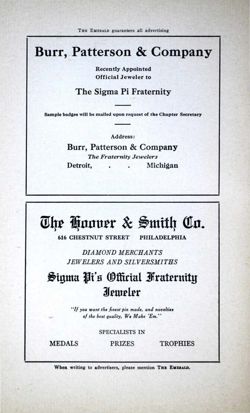 The Emerald guarantees all advertising
Burr, Patterson & Company
Recently Appointed
Official Jeweler to
The Sigma Pi Fraternity
Sample badges will be mailed upon request of the Chapter Secretary
Address:
Burr, Patterson & Company
The Fraternity Jewelers
Detroit, . . Michigan
The Hoover & Smith Co.
616 CHESTNUT STREET PHILADELPHIA
DIAMOND MERCHANTS
JEWELERS AND SILVERSMITHS
Sigma Pi's Official Fraternity
Jeweler
"If you want the finest pin made, and novelties
of the best quality, We Make 'Em."
SPECIALISTS IN
MEDALS PRIZES TROPHIES
When writing to advertisers, please mention The Emerald.